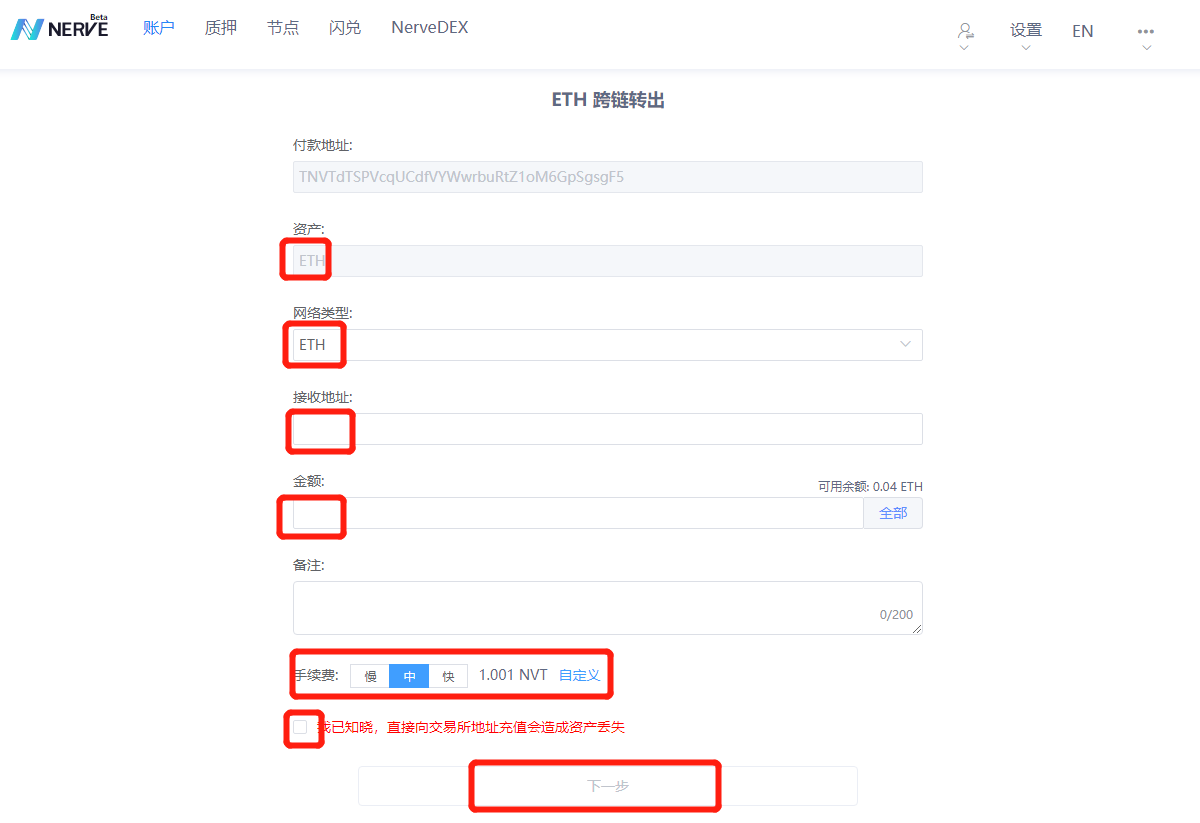 Beta
NERVE 账户 质押 节点 闪兑 NerveDEX 设置 EN
ETH 跨链转出
付款地址:
TNVTdTSPVcqUCdfVYWwrbuRtZ1oM6GpSgsgF5
资产:
ETH
网络类型:
ETH
接收地址:
金额: 可用余额: 0.04 ETH
全部
备注:
0/200
手续费: 慢 中 快 1.001 NVT 自定义
我已知晓，直接向交易所地址充值会造成资产丢失
下一步